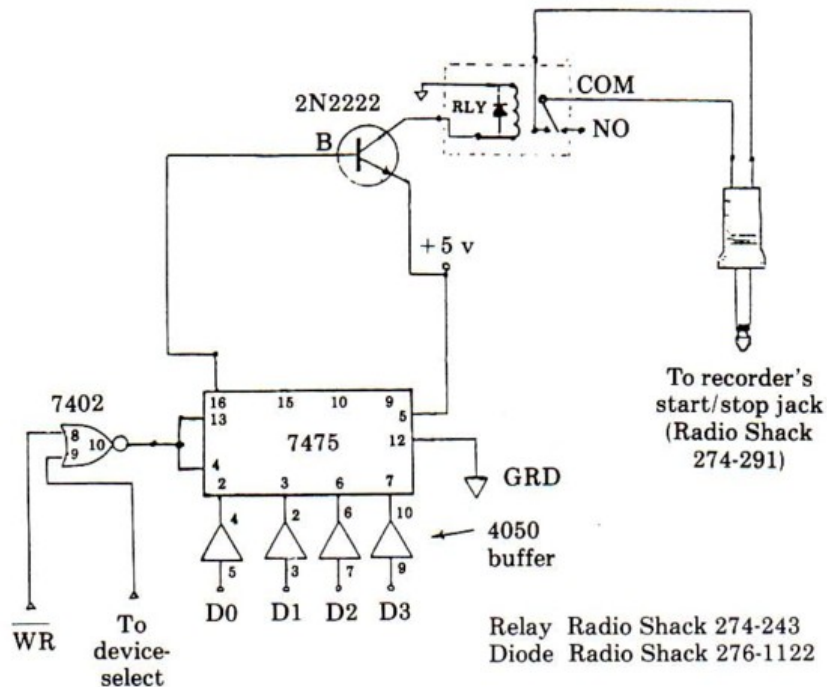 COM
2N2222
RLY
B
NO
+5 v
16 15 10 9
7402
13
5
8
10
7475
12
9
4
GRD
2 3 6 7
4 2 6 10
4050
buffer
5 3 7 9
D0 D1 D2 D3
WR
To
device-
select
To recorder's
start/stop jack
(Radio Shack
274-291)
Relay Radio Shack 274-243
Diode Radio Shack 276-1122